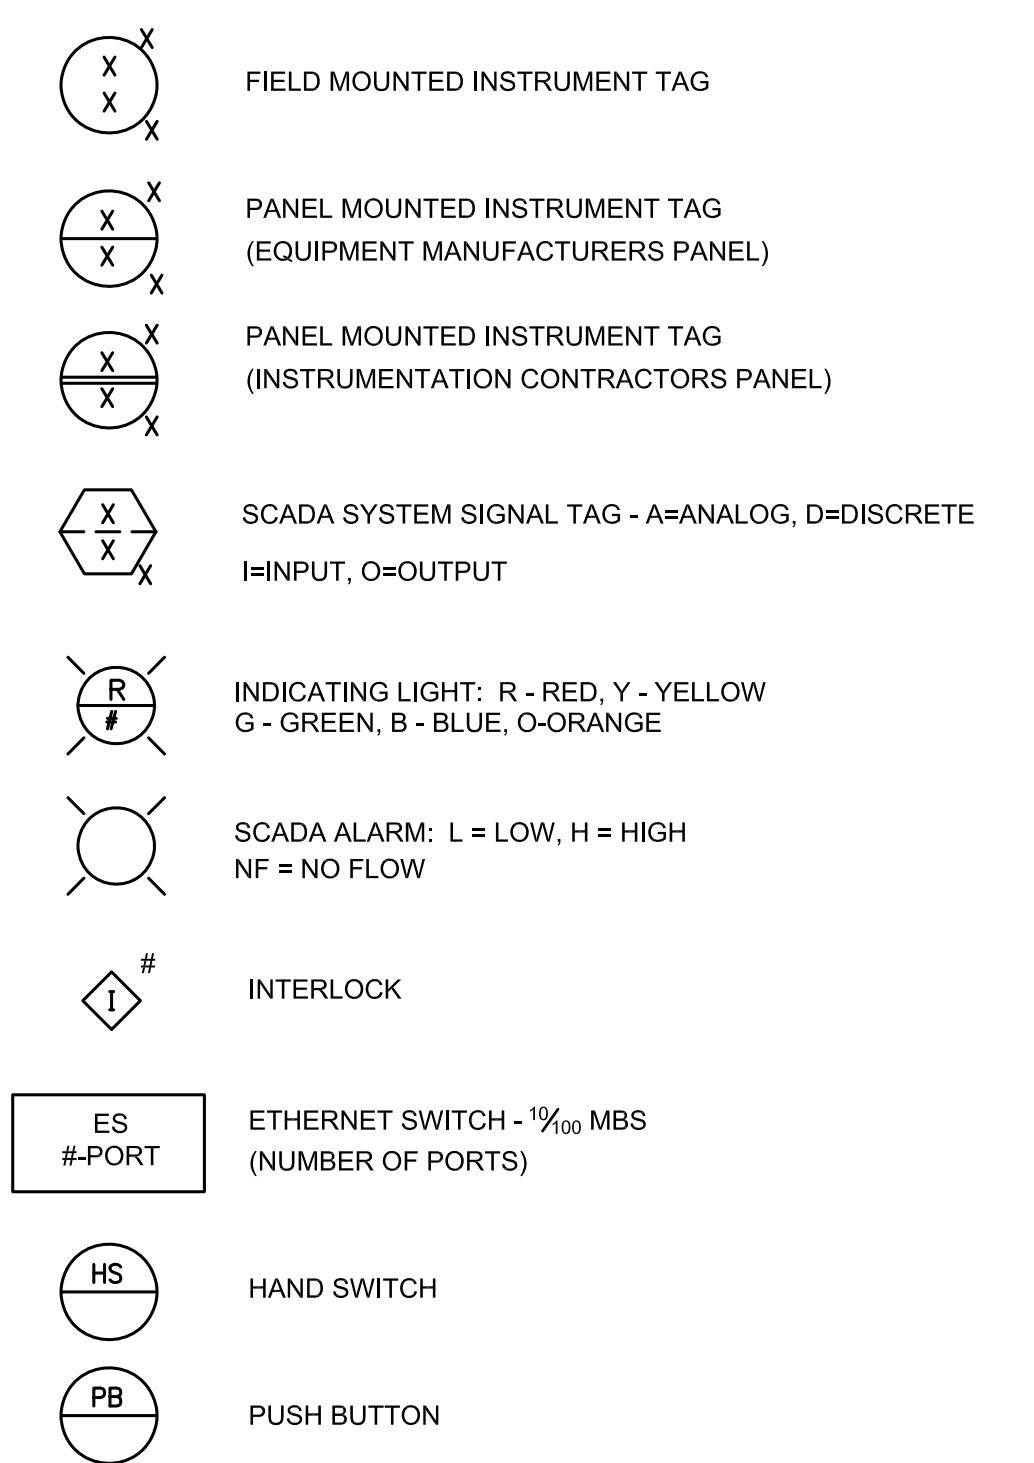 X
X
X
X
FIELD MOUNTED INSTRUMENT TAG
X
X
X
X
PANEL MOUNTED INSTRUMENT TAG
(EQUIPMENT MANUFACTURERS PANEL)
X
X
X
X
PANEL MOUNTED INSTRUMENT TAG
(INSTRUMENTATION CONTRACTORS PANEL)
X
X
X
SCADA SYSTEM SIGNAL TAG - A=ANALOG, D=DISCRETE
I=INPUT, O=OUTPUT
R
#
INDICATING LIGHT: R - RED, Y - YELLOW
G - GREEN, B - BLUE, O-ORANGE
SCADA ALARM: L = LOW, H = HIGH
NF = NO FLOW
#
I
INTERLOCK
ES
#-PORT
ETHERNET SWITCH - 10/100 MBS
(NUMBER OF PORTS)
HS
HAND SWITCH
PB
PUSH BUTTON